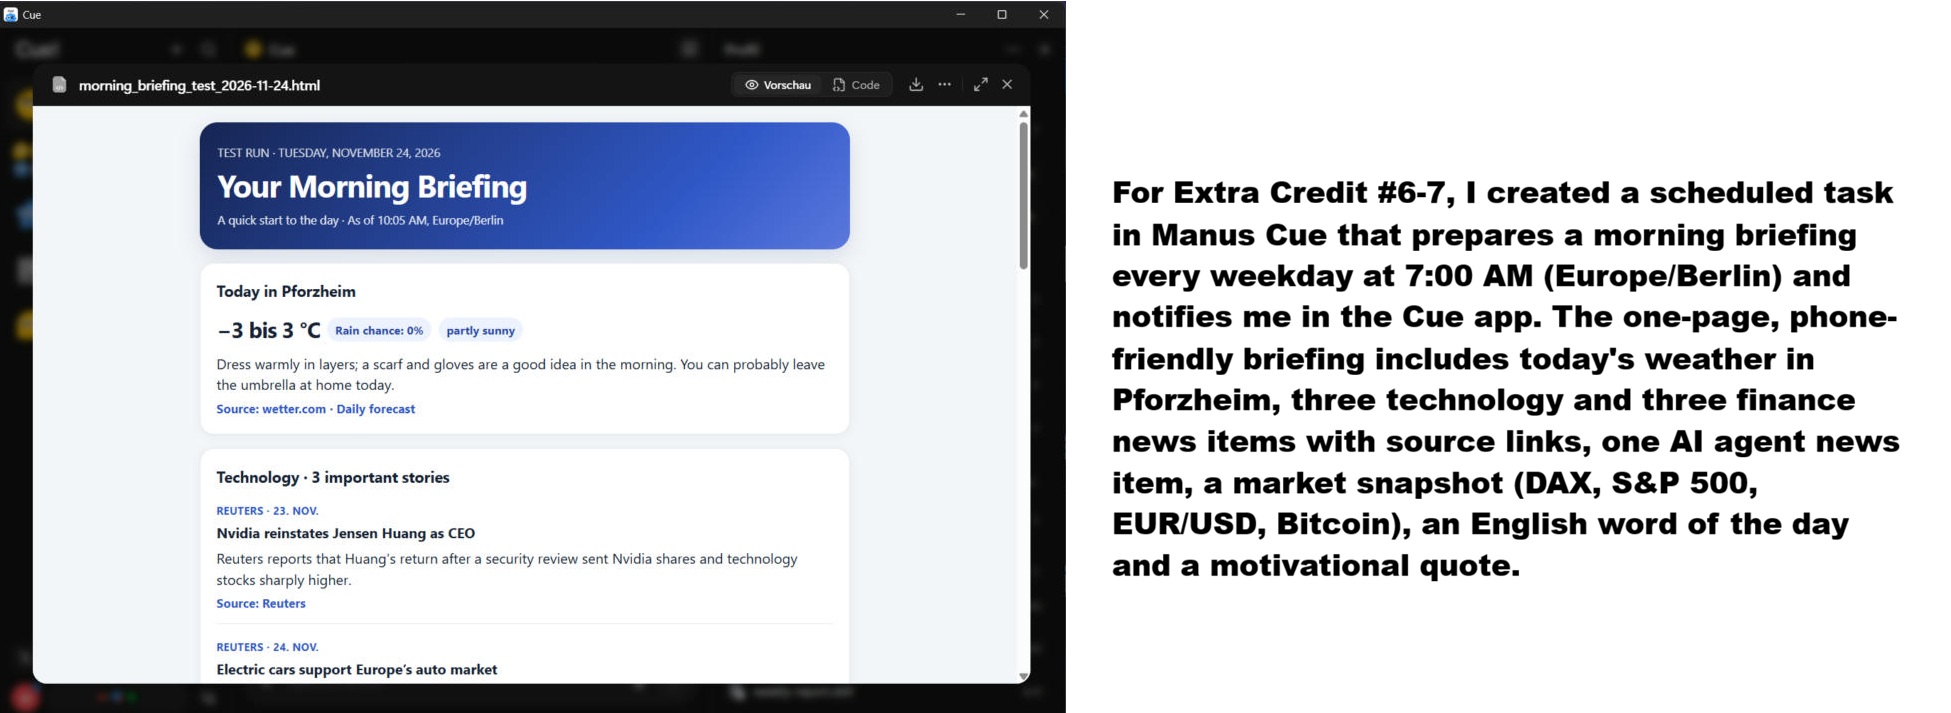 Cue
morning_briefing_test_2026-11-24.html
Vorschau
Code
TEST RUN · TUESDAY, NOVEMBER 24, 2026
Your Morning Briefing
A quick start to the day · As of 10:05 AM, Europe/Berlin
Today in Pforzheim
−3 bis 3 °C
Rain chance: 0%
partly sunny
Dress warmly in layers; a scarf and gloves are a good idea in the morning. You can probably leave
the umbrella at home today.
Source: wetter.com · Daily forecast
Technology · 3 important stories
REUTERS · 23. NOV.
Nvidia reinstates Jensen Huang as CEO
Reuters reports that Huang’s return after a security review sent Nvidia shares and technology
stocks sharply higher.
Source: Reuters
REUTERS · 24. NOV.
Electric cars support Europe’s auto market
For Extra Credit #6-7, I created a scheduled task
in Manus Cue that prepares a morning briefing
every weekday at 7:00 AM (Europe/Berlin) and
notifies me in the Cue app. The one-page, phone-
friendly briefing includes today's weather in
Pforzheim, three technology and three finance
news items with source links, one AI agent news
item, a market snapshot (DAX, S&P 500,
EUR/USD, Bitcoin), an English word of the day
and a motivational quote.